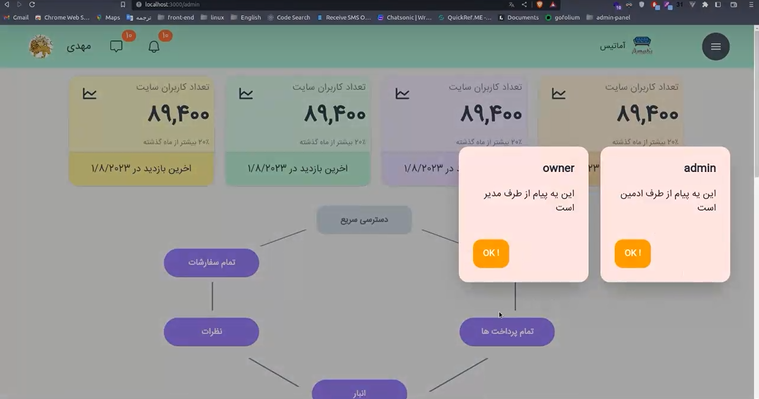 localhost:3000/admin
Gmail
Chrome Web S...
Maps
ترجمه
front-end
linux
English
Code Search
Receive SMS O...
Chatsonic | Wr...
QuickRef.ME - ...
Documents
gofolium
admin-panel
مهدی
۱۰
۱۰
آماتیس
تعداد کاربران سایت
۸۹,۴۰۰
۲۰٪ بیشتر از ماه گذشته
اخرین بازدید در ۱/۸/۲۰۲۳
تعداد کاربران سایت
۸۹,۴۰۰
۲۰٪ بیشتر از ماه گذشته
اخرین بازدید در ۱/۸/۲۰۲۳
تعداد کاربران سایت
۸۹,۴۰۰
۲۰٪ بیشتر از ماه گذشته
تعداد کاربران سایت
۸۹,۴۰۰
۲۰٪ بیشتر از ماه گذشته
admin
این یه پیام از طرف ادمین
است
OK !
owner
این یه پیام از طرف مدیر
است
OK !
دسترسی سریع
تمام سفارشات
نظرات
تمام پرداخت ها
انبار